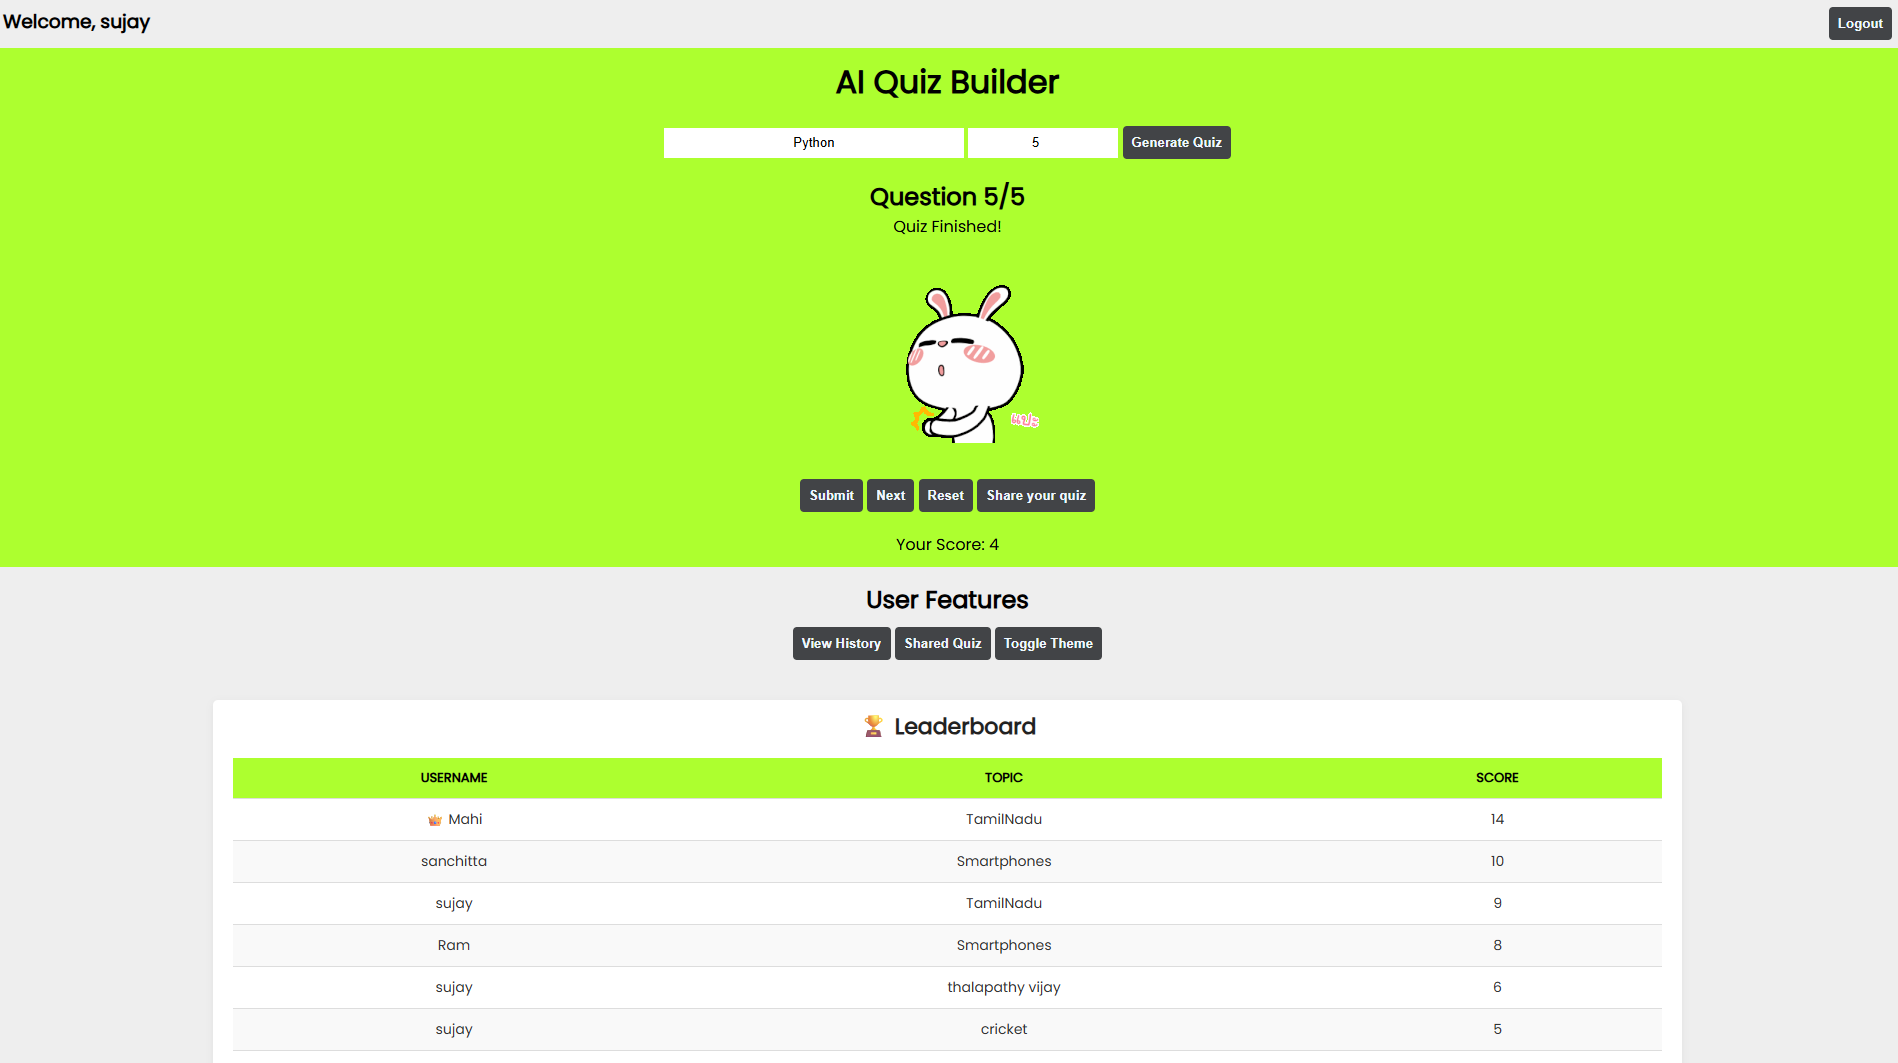 Welcome, sujay
Logout
AI Quiz Builder
Python 5 Generate Quiz
Question 5/5
Quiz Finished!
แปะ
Submit Next Reset Share your quiz
Your Score: 4
User Features
View History Shared Quiz Toggle Theme
🏆 Leaderboard
USERNAME TOPIC SCORE
👑 Mahi TamilNadu 14
sanchitta Smartphones 10
sujay TamilNadu 9
Ram Smartphones 8
sujay thalapathy vijay 6
sujay cricket 5